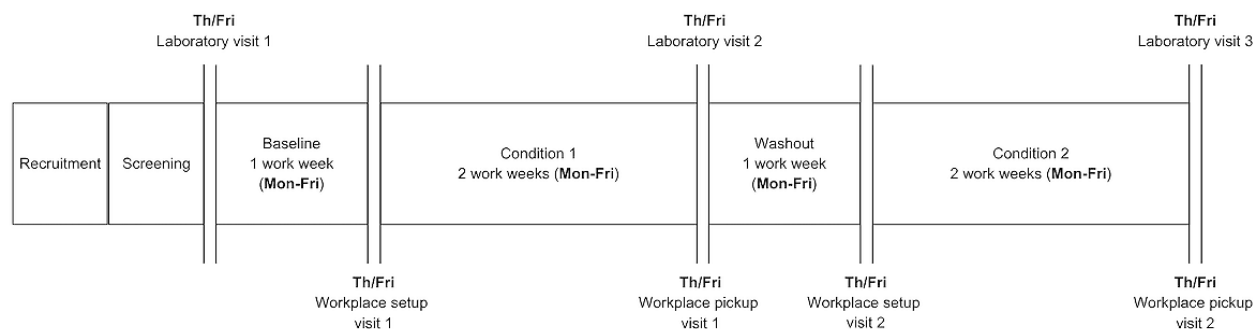 Th/Fri
Laboratory visit 1
Th/Fri
Laboratory visit 2
Th/Fri
Laboratory visit 3
Recruitment
Screening
Baseline
1 work week
(Mon-Fri)
Condition 1
2 work weeks (Mon-Fri)
Washout
1 work week
(Mon-Fri)
Condition 2
2 work weeks (Mon-Fri)
Th/Fri
Workplace setup
visit 1
Th/Fri
Workplace pickup
visit 1
Th/Fri
Workplace setup
visit 2
Th/Fri
Workplace pickup
visit 2